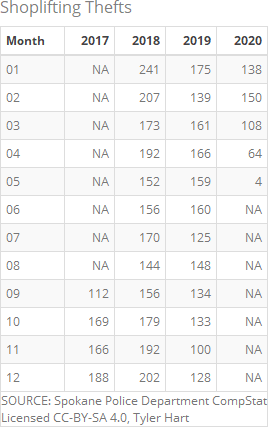 Shoplifting Thefts
Month 2017 2018 2019 2020
01 NA 241 175 138
02 NA 207 139 150
03 NA 173 161 108
04 NA 192 166 64
05 NA 152 159 4
06 NA 156 160 NA
07 NA 170 125 NA
08 NA 144 148 NA
09 112 156 134 NA
10 169 179 133 NA
11 166 192 100 NA
12 188 202 128 NA
SOURCE: Spokane Police Department CompStat
Licensed CC-BY-SA 4.0, Tyler Hart